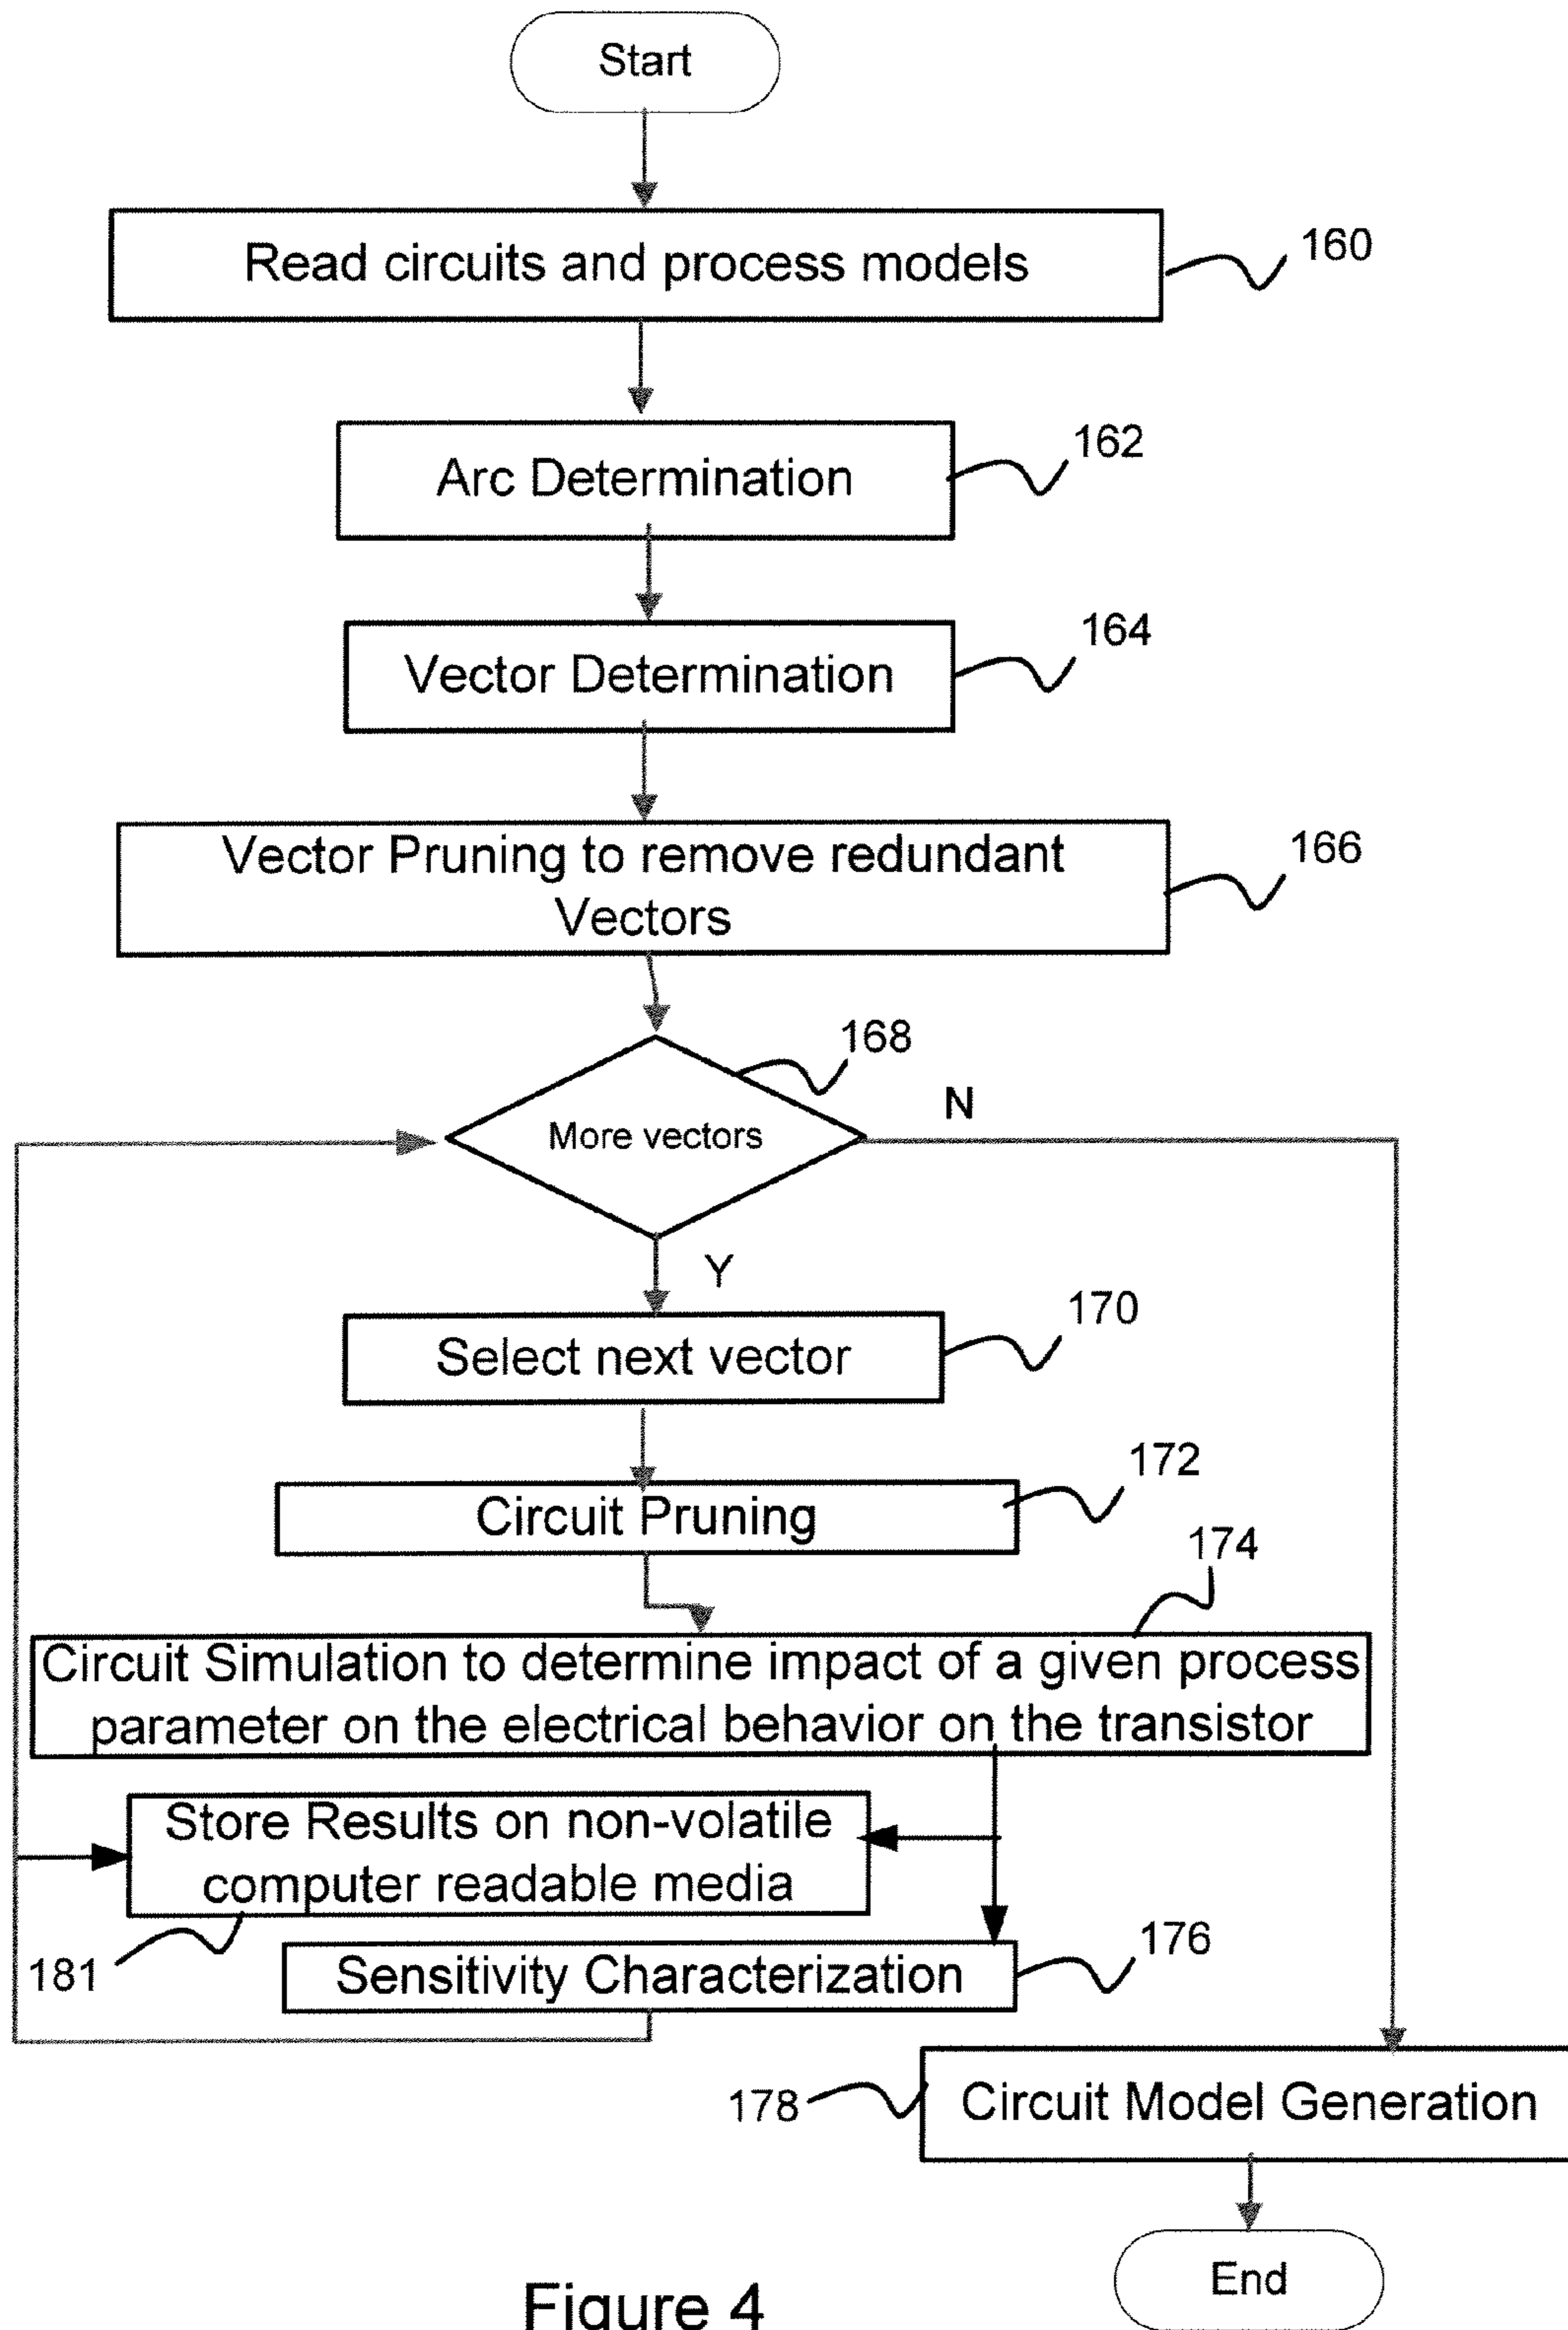 Start
Read circuits and process models
160
Arc Determination
162
Vector Determination
164
Vector Pruning to remove redundant
Vectors
166
168
More vectors
N
Y
Select next vector
170
Circuit Pruning
172
174
Circuit Simulation to determine impact of a given process
parameter on the electrical behavior on the transistor
Store Results on non-volatile
computer readable media
181
Sensitivity Characterization
176
178
Circuit Model Generation
End
Figure 4